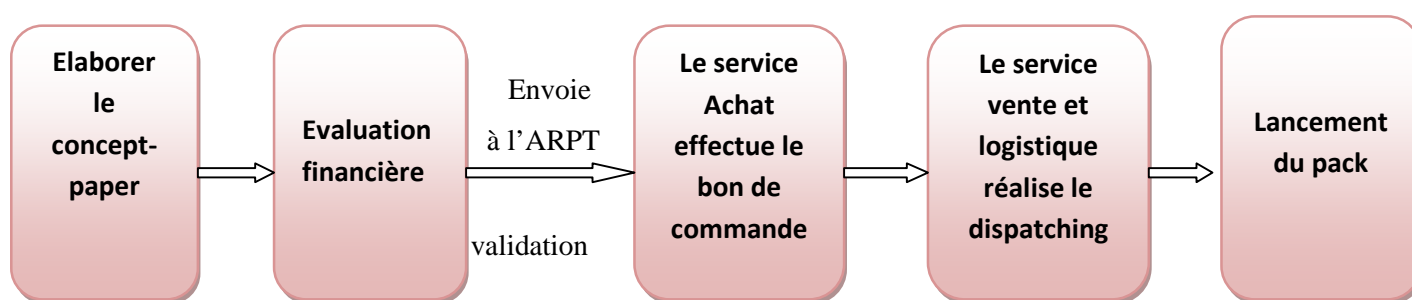 Elaborer
le
concept-
paper
Evaluation
financière
Envoie
à l’ARPT
validation
Le service
Achat
effectue le
bon de
commande
Le service
vente et
logistique
réalise le
dispatching
Lancement
du pack